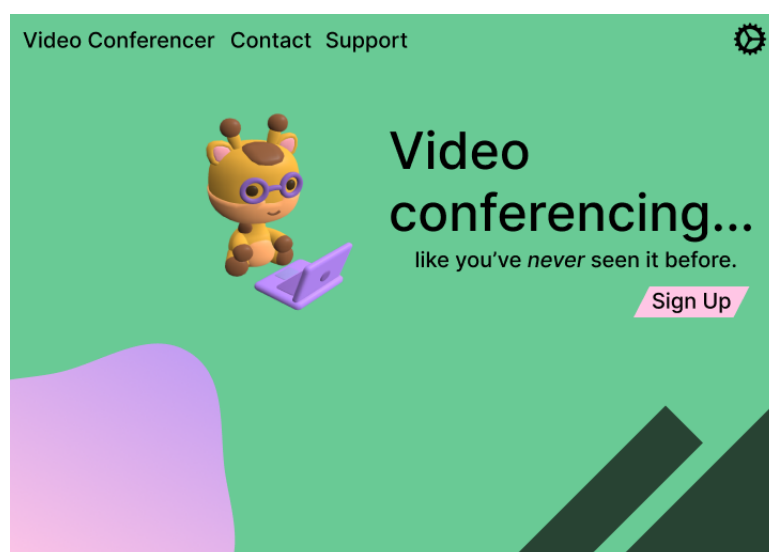 Video Conferencer Contact Support
Video
conferencing...
like you’ve never seen it before.
Sign Up